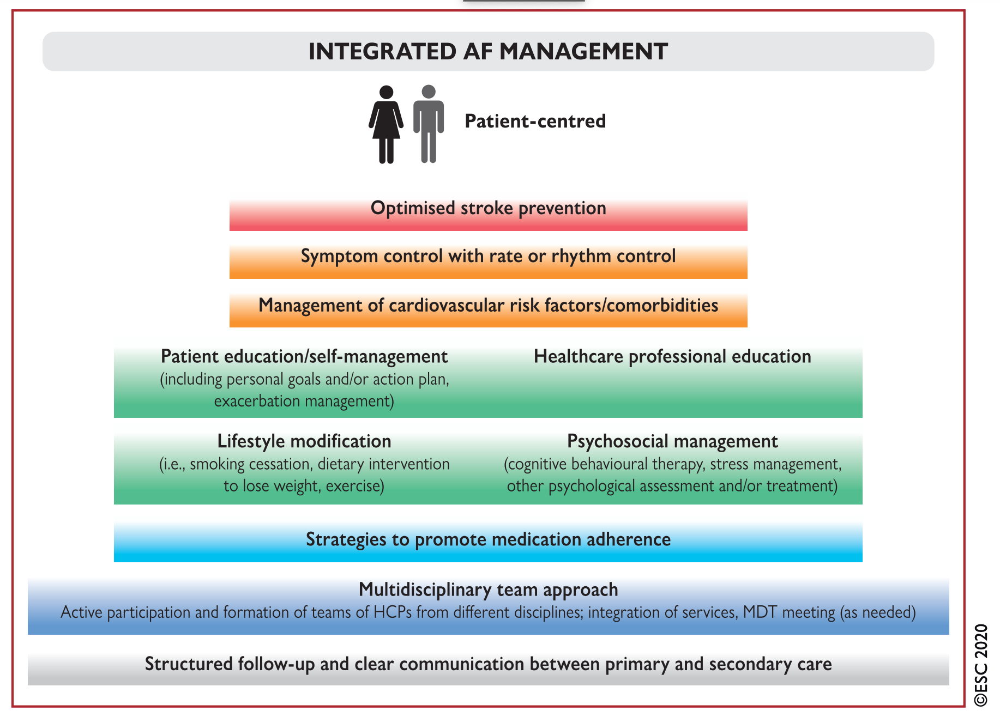 INTEGRATED AF MANAGEMENT
Patient-centred
Optimised stroke prevention
Symptom control with rate or rhythm control
Management of cardiovascular risk factors/comorbidities
Patient education/self-management
(including personal goals and/or action plan,
exacerbation management)
Healthcare professional education
Lifestyle modification
(i.e., smoking cessation, dietary intervention
to lose weight, exercise)
Psychosocial management
(cognitive behavioural therapy, stress management,
other psychological assessment and/or treatment)
Strategies to promote medication adherence
Multidisciplinary team approach
Active participation and formation of teams of HCPs from different disciplines; integration of services, MDT meeting (as needed)
Structured follow-up and clear communication between primary and secondary care
©ESC 2020